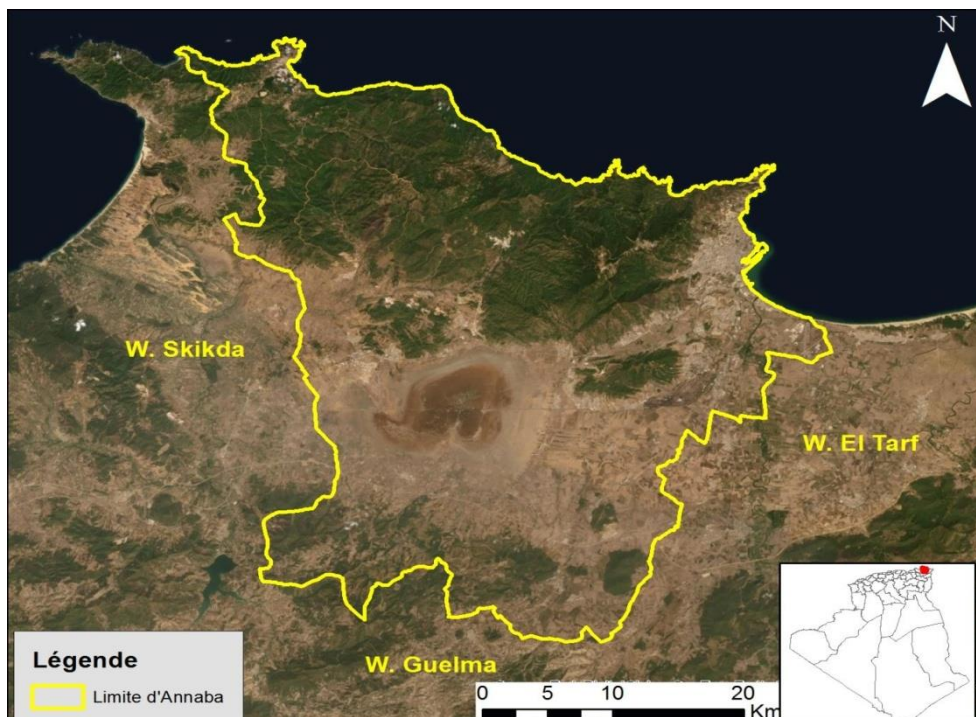 N
W. Skikda
W. El Tarf
W. Guelma
Légende
Limite d'Annaba
0 5 10 20
Km